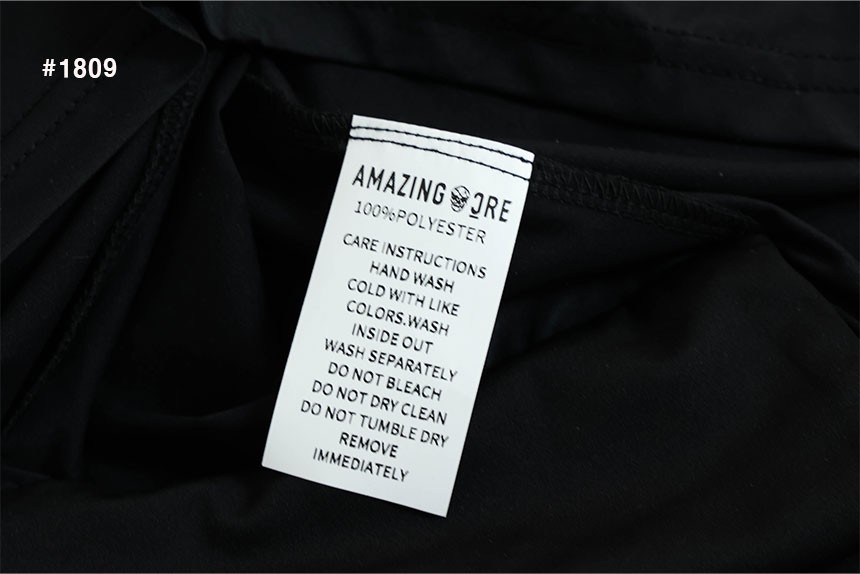 #1809
AMAZING CORE
100%POLYESTER
CARE INSTRUCTIONS
HAND WASH
COLD WITH LIKE
COLORS.WASH
INSIDE OUT
WASH SEPARATELY
DO NOT BLEACH
DO NOT DRY CLEAN
DO NOT TUMBLE DRY
REMOVE
IMMEDIATELY